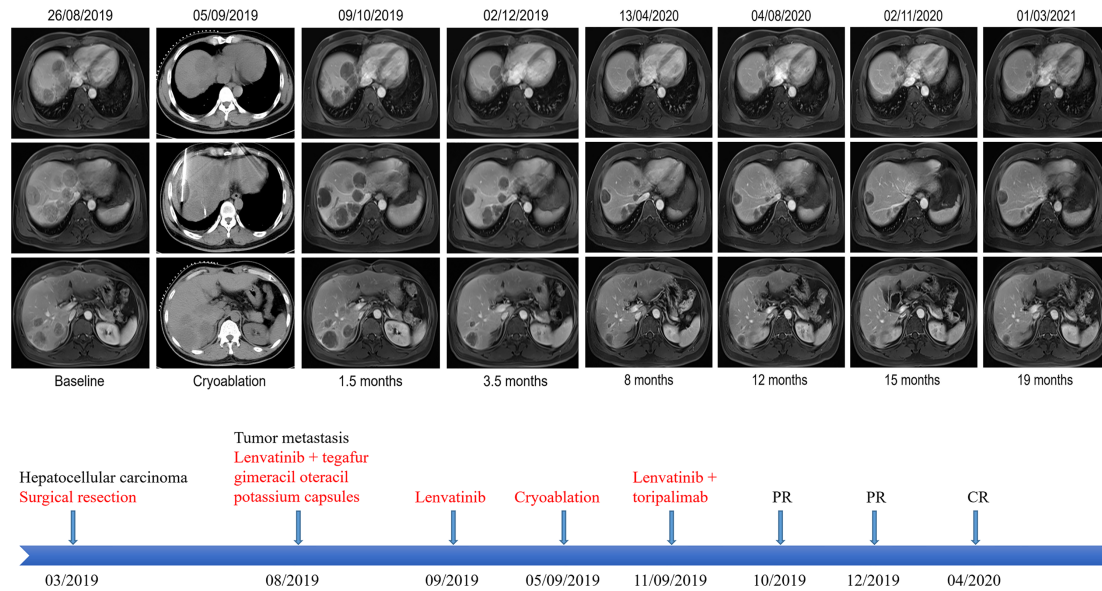 26/08/2019 05/09/2019 09/10/2019 02/12/2019 13/04/2020 04/08/2020 02/11/2020 01/03/2021
Baseline Cryoablation 1.5 months 3.5 months 8 months 12 months 15 months 19 months
Hepatocellular carcinoma
Surgical resection
Tumor metastasis
Lenvatinib + tegafur
gimeracil oteracil
potassium capsules
Lenvatinib
Cryoablation
Lenvatinib +
toripalimab
PR
PR
CR
03/2019 08/2019 09/2019 05/09/2019 11/09/2019 10/2019 12/2019 04/2020